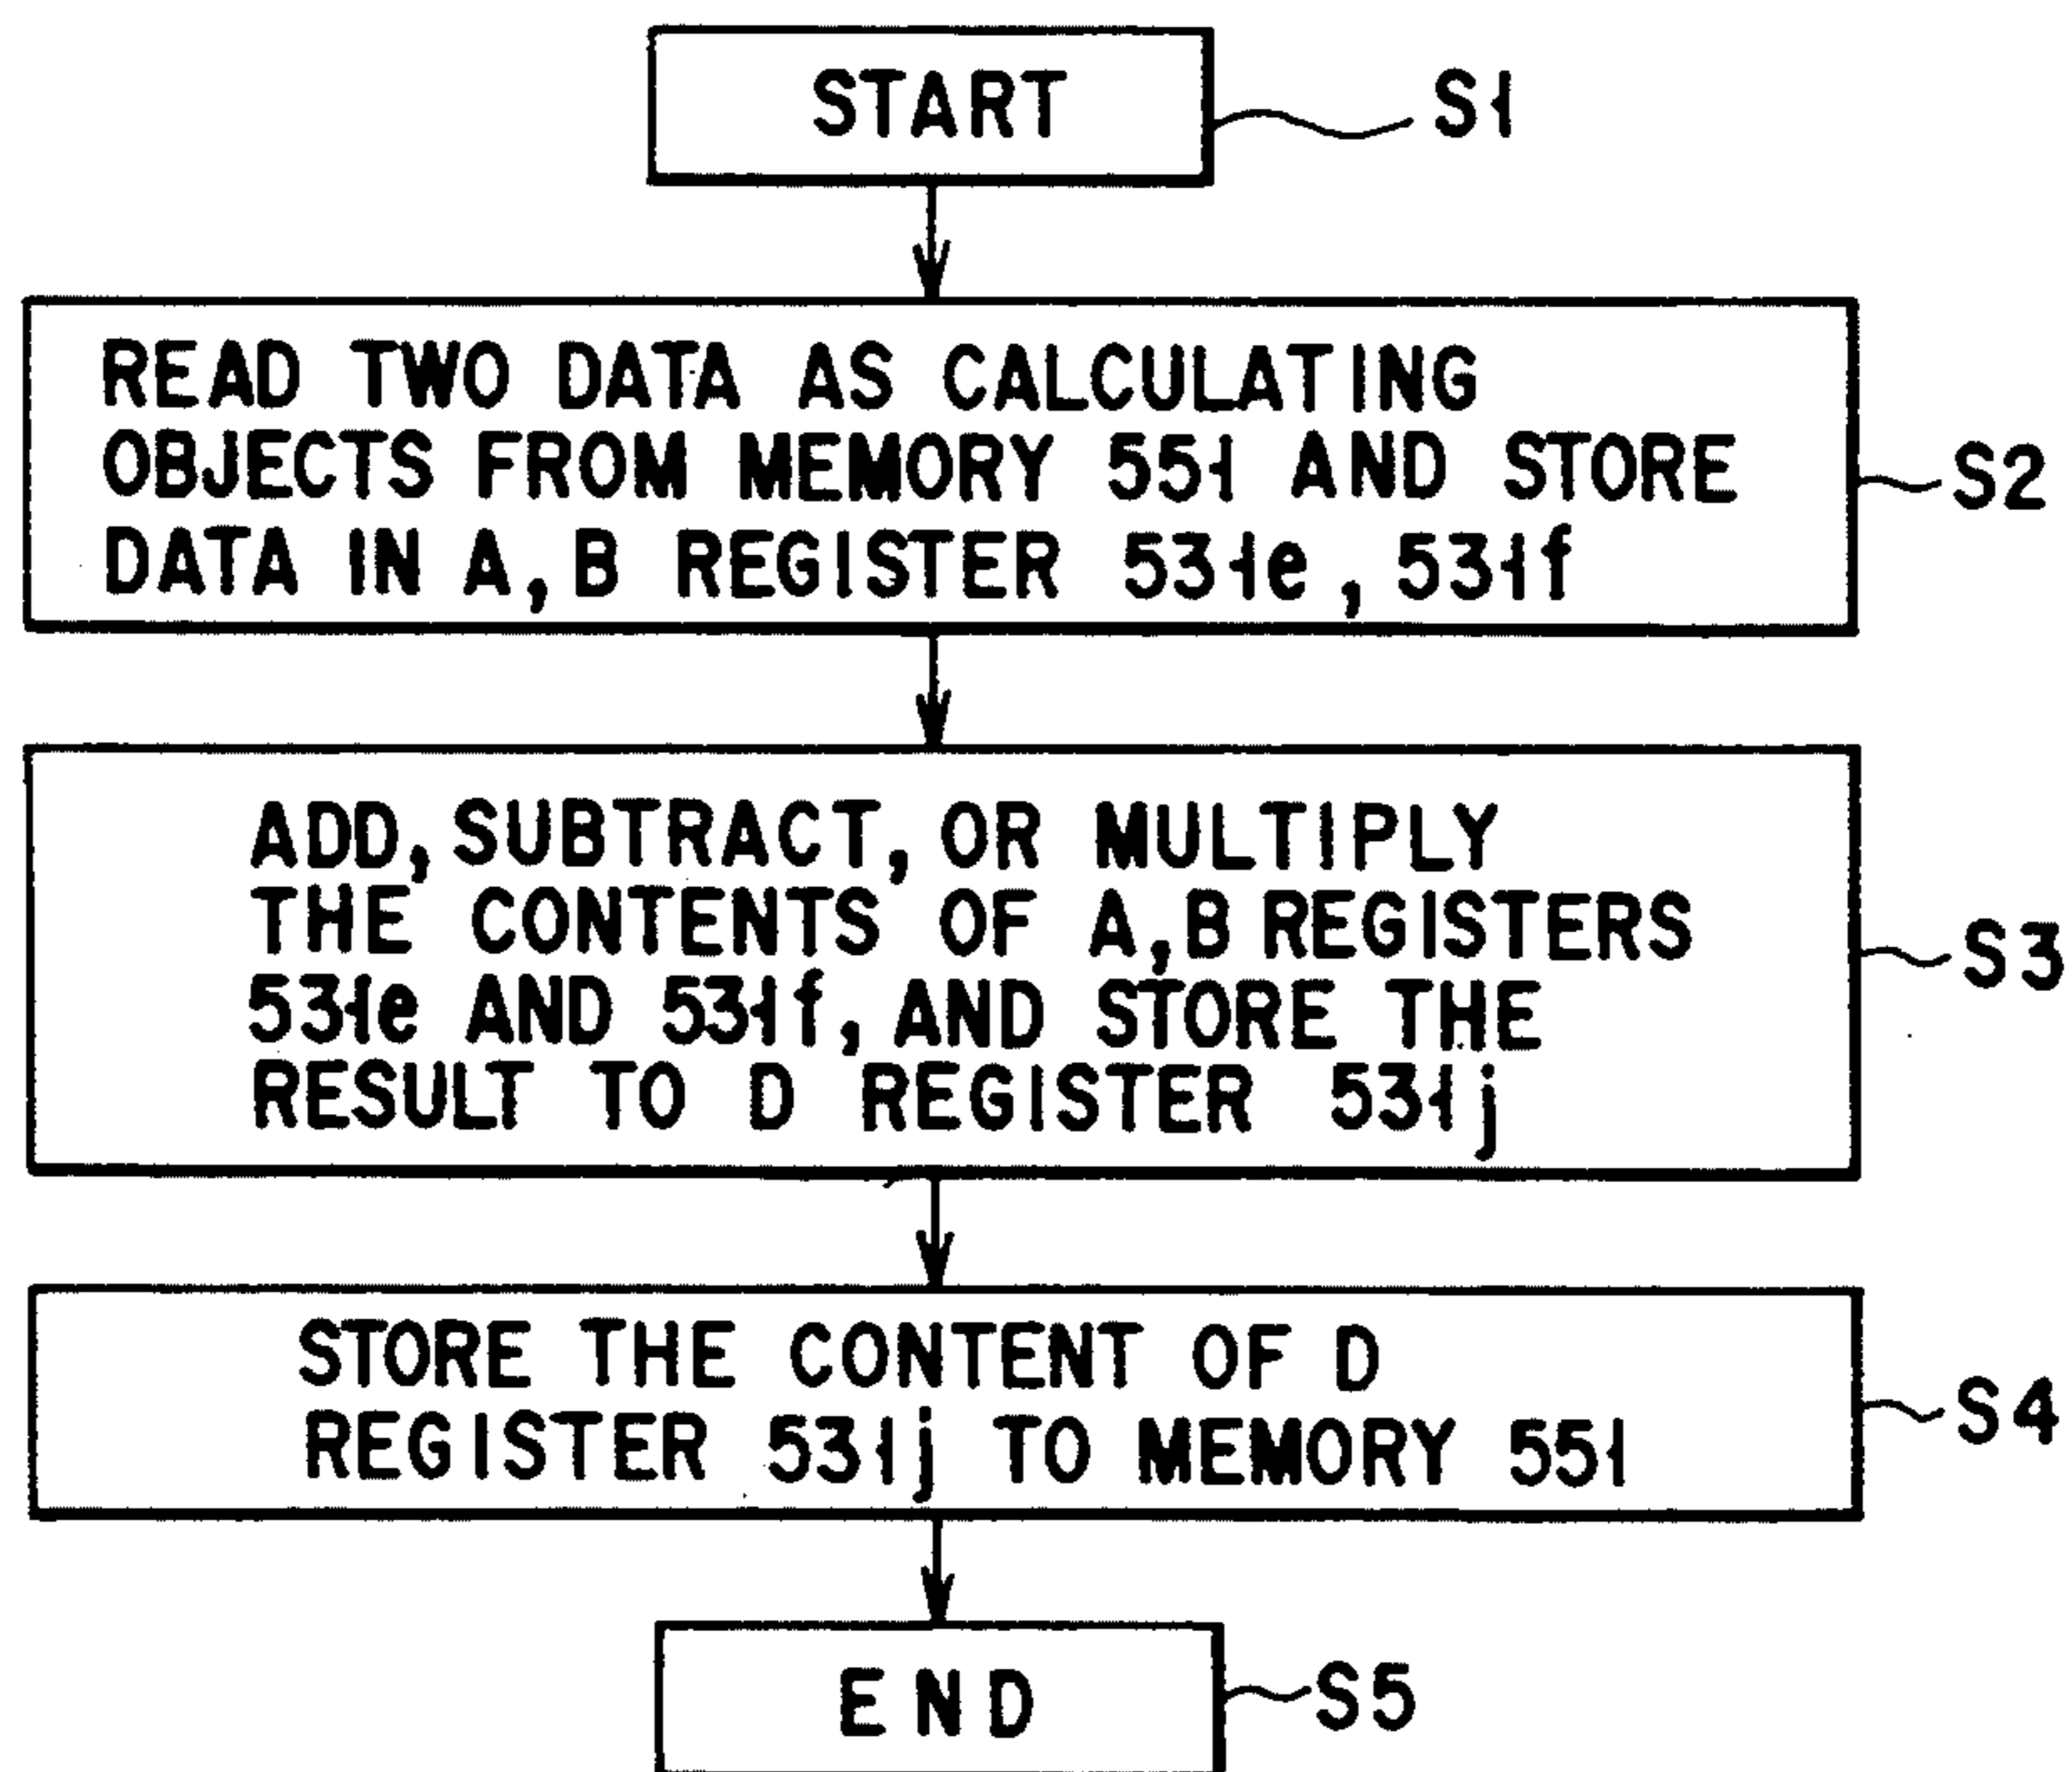 START
S1
READ TWO DATA AS CALCULATING
OBJECTS FROM MEMORY 551 AND STORE
DATA IN A,B REGISTER 531e, 531f
S2
ADD, SUBTRACT, OR MULTIPLY
THE CONTENTS OF A,B REGISTERS
531e AND 531f, AND STORE THE
RESULT TO D REGISTER 531j
S3
STORE THE CONTENT OF D
REGISTER 531j TO MEMORY 551
S4
END
S5